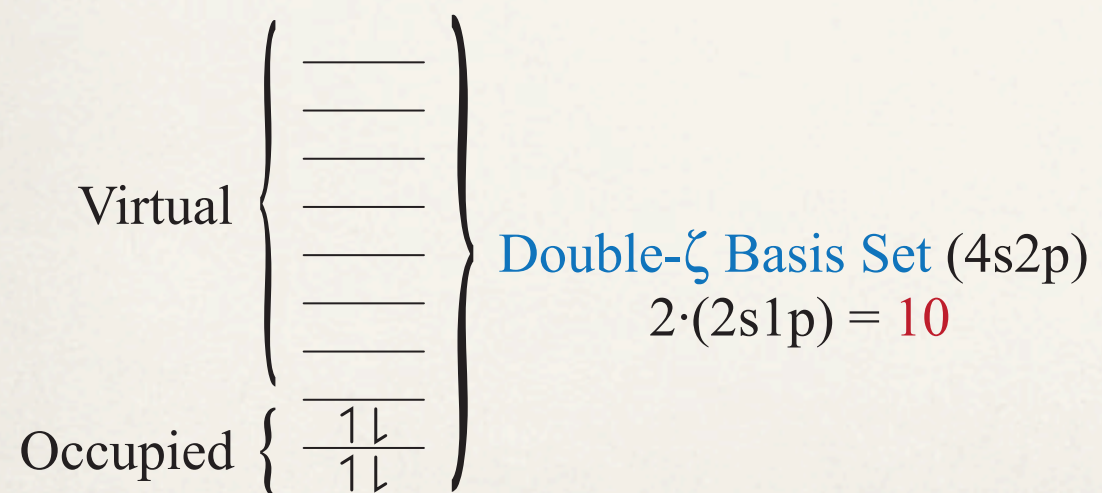 Virtual
Double-ζ Basis Set (4s2p)
2·(2s1p) = 10
Occupied